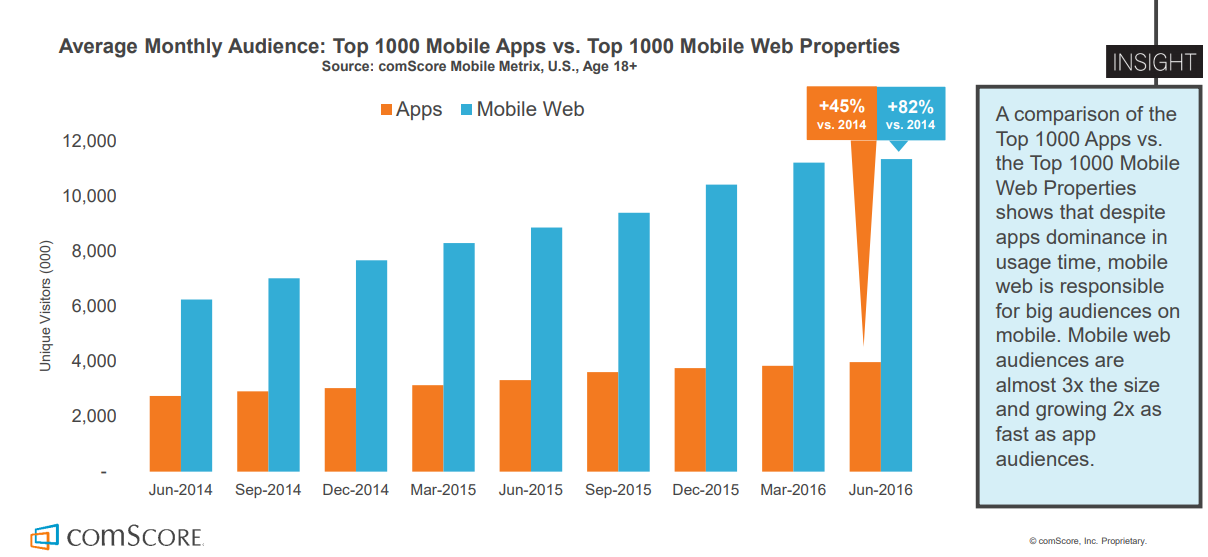 Average Monthly Audience: Top 1000 Mobile Apps vs. Top 1000 Mobile Web Properties
Source: comScore Mobile Metrix, U.S., Age 18+
Apps
Mobile Web
+45%
vs. 2014
+82%
vs. 2014
Unique Visitors (000)
12,000
10,000
8,000
6,000
4,000
2,000
-
Jun-2014
Sep-2014
Dec-2014
Mar-2015
Jun-2015
Sep-2015
Dec-2015
Mar-2016
Jun-2016
INSIGHT
A comparison of the
Top 1000 Apps vs.
the Top 1000 Mobile
Web Properties
shows that despite
apps dominance in
usage time, mobile
web is responsible
for big audiences on
mobile. Mobile web
audiences are
almost 3x the size
and growing 2x as
fast as app
audiences.
comScore.
© comScore, Inc. Proprietary.